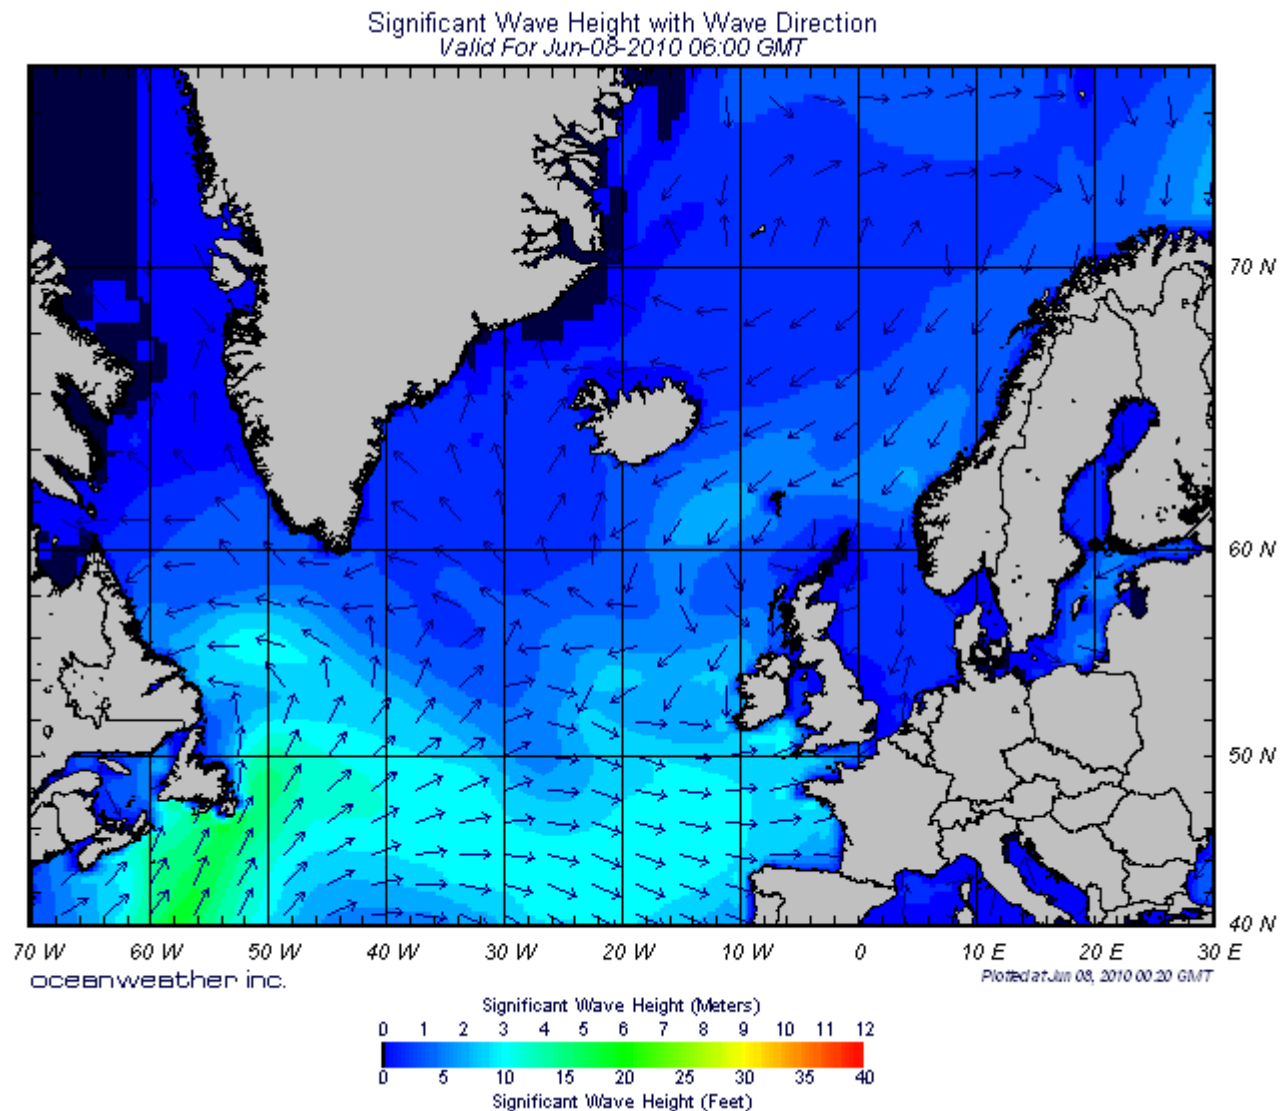 Significant Wave Height with Wave Direction
Valid For Jun-08-2010 06:00 GMT
70 N
60 N
50 N
40 N
70 W 60 W 50 W 40 W 30 W 20 W 10 W 0 10 E 20 E 30 E
oceanweather inc.
Plotted at Jun 08, 2010 00:20 GMT
Significant Wave Height (Meters)
0 1 2 3 4 5 6 7 8 9 10 11 12
0 5 10 15 20 25 30 35 40
Significant Wave Height (Feet)